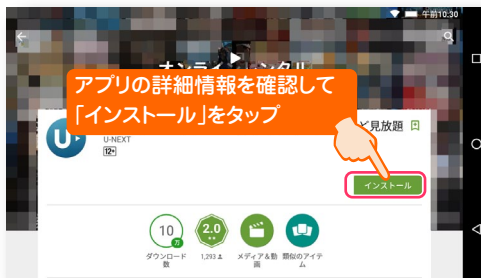 午前10:30
アプリの詳細情報を確認して
「インストール」をタップ
ど見放題
U-NEXT
12+
インストール
10
万
2.0
ダウンロード
数
1,293
メディア&動
画
類似のアイテ
ム